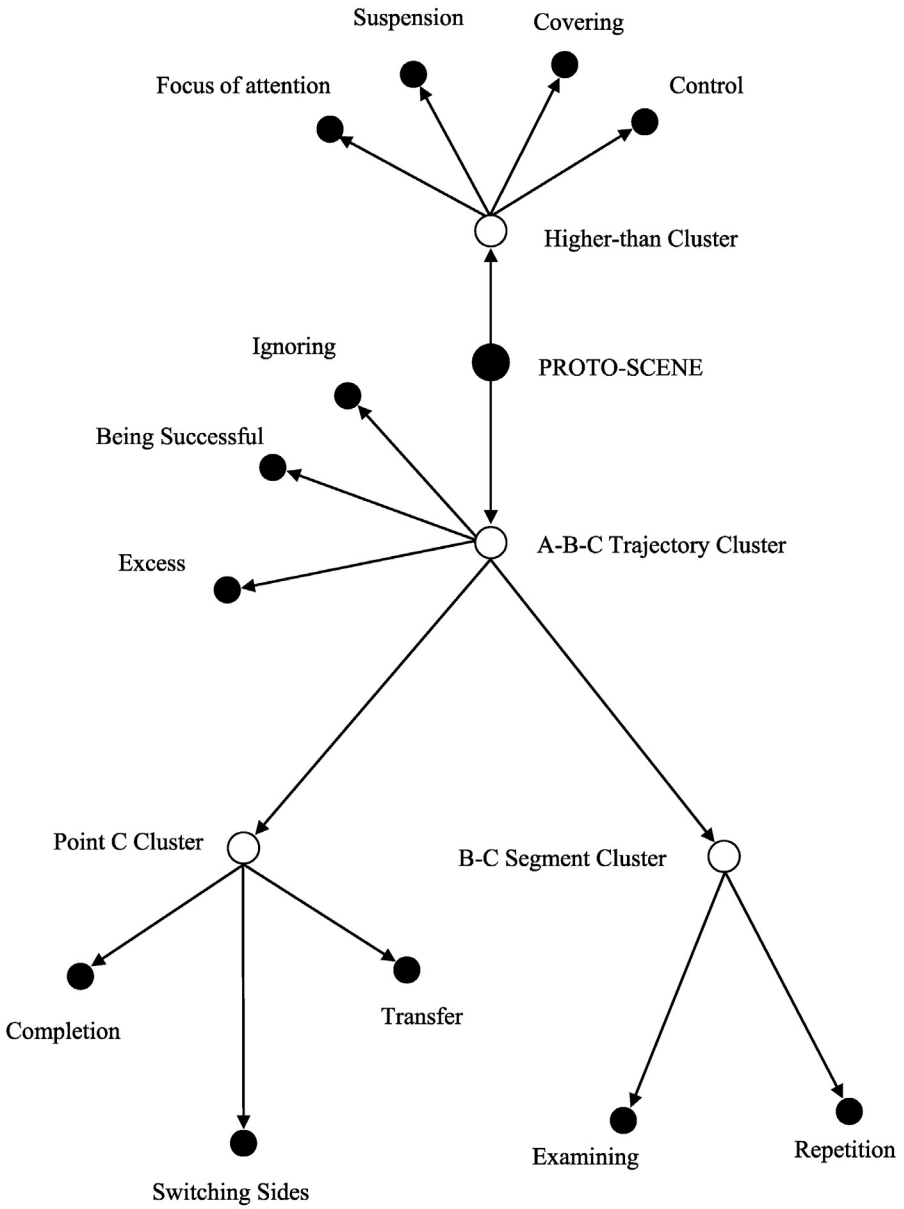 Suspension
Covering
Focus of attention
Control
Higher-than Cluster
Ignoring
PROTO-SCENE
Being Successful
A-B-C Trajectory Cluster
Excess
Point C Cluster
B-C Segment Cluster
Completion
Transfer
Examining
Repetition
Switching Sides